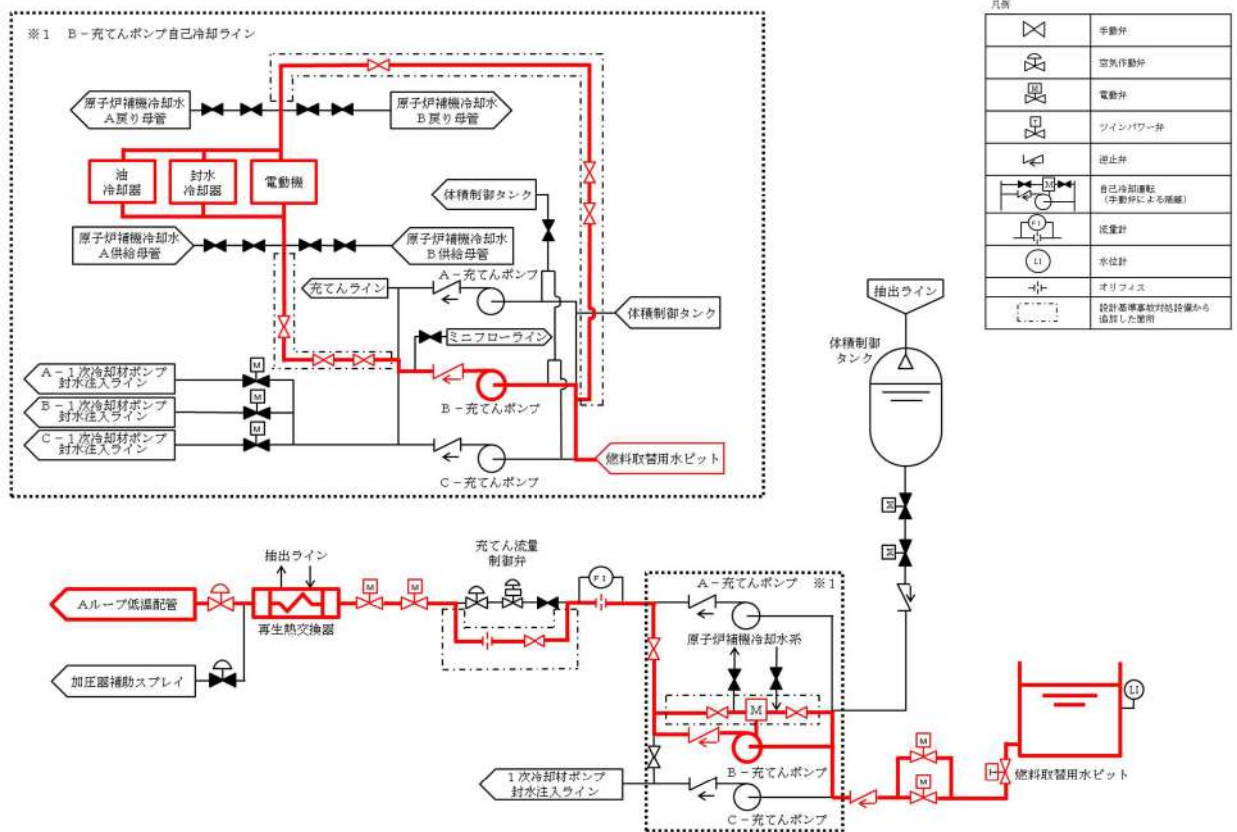 凡例
手動弁
空気作動弁
M
電動弁
T
ツインパワー弁
逆止弁
M
自己冷却運転
(手動弁による隔離)
FI
流量計
LI
水位計
オリフィス
設計基準事故対処設備から
追加した箇所
※1 B-充てんポンプ自己冷却ライン
原子炉補機冷却水
A戻り母管
原子炉補機冷却水
B戻り母管
油
冷却器
封水
冷却器
電動機
体積制御タンク
原子炉補機冷却水
A供給母管
原子炉補機冷却水
B供給母管
A-充てんポンプ
充てんライン
体積制御タンク
ミニフローライン
M
A-1次冷却材ポンプ
封水注入ライン
M
B-1次冷却材ポンプ
封水注入ライン
B-充てんポンプ
M
C-1次冷却材ポンプ
封水注入ライン
燃料取替用水ピット
C-充てんポンプ
抽出ライン
体積制御
タンク
M
M
抽出ライン
充てん流量
制御弁
FI
A-充てんポンプ ※1
Aループ低温配管
M
M
再生熱交換器
原子炉補機冷却水系
加圧器補助スプレイ
M
LI
M
B-充てんポンプ
M
T
燃料取替用水ピット
1次冷却材ポンプ
封水注入ライン
C-充てんポンプ